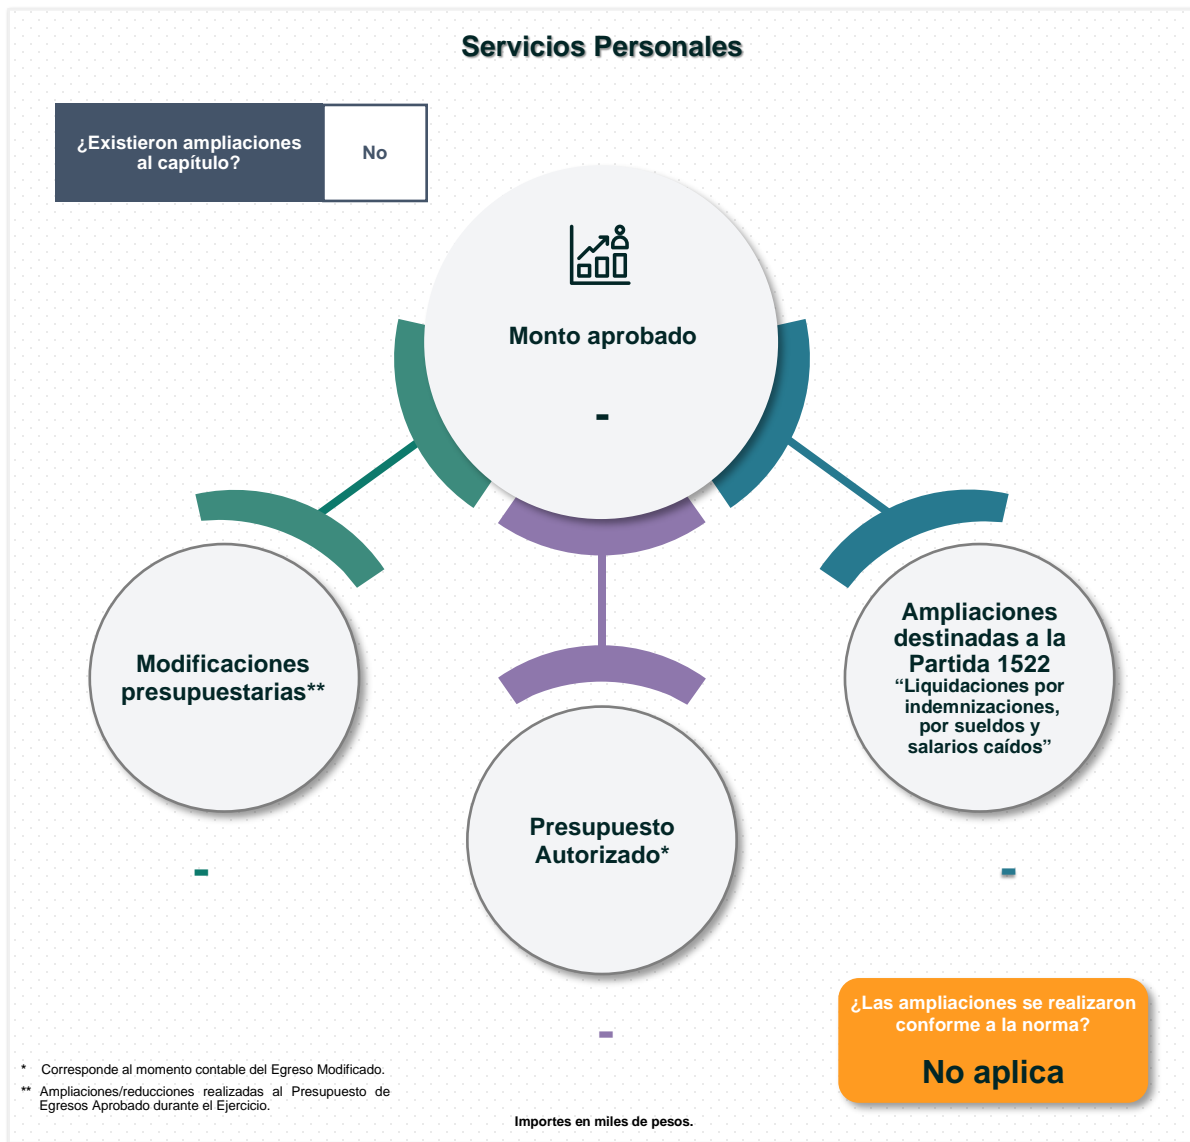 Servicios Personales
¿Existieron ampliaciones
al capítulo?
No
Monto aprobado
-
Modificaciones
presupuestarias**
-
Presupuesto
Autorizado*
-
Ampliaciones
destinadas a la
Partida 1522
“Liquidaciones por
indemnizaciones,
por sueldos y
salarios caídos”
-
¿Las ampliaciones se realizaron
conforme a la norma?
No aplica
* Corresponde al momento contable del Egreso Modificado.
** Ampliaciones/reducciones realizadas al Presupuesto de
Egresos Aprobado durante el Ejercicio.
Importes en miles de pesos.